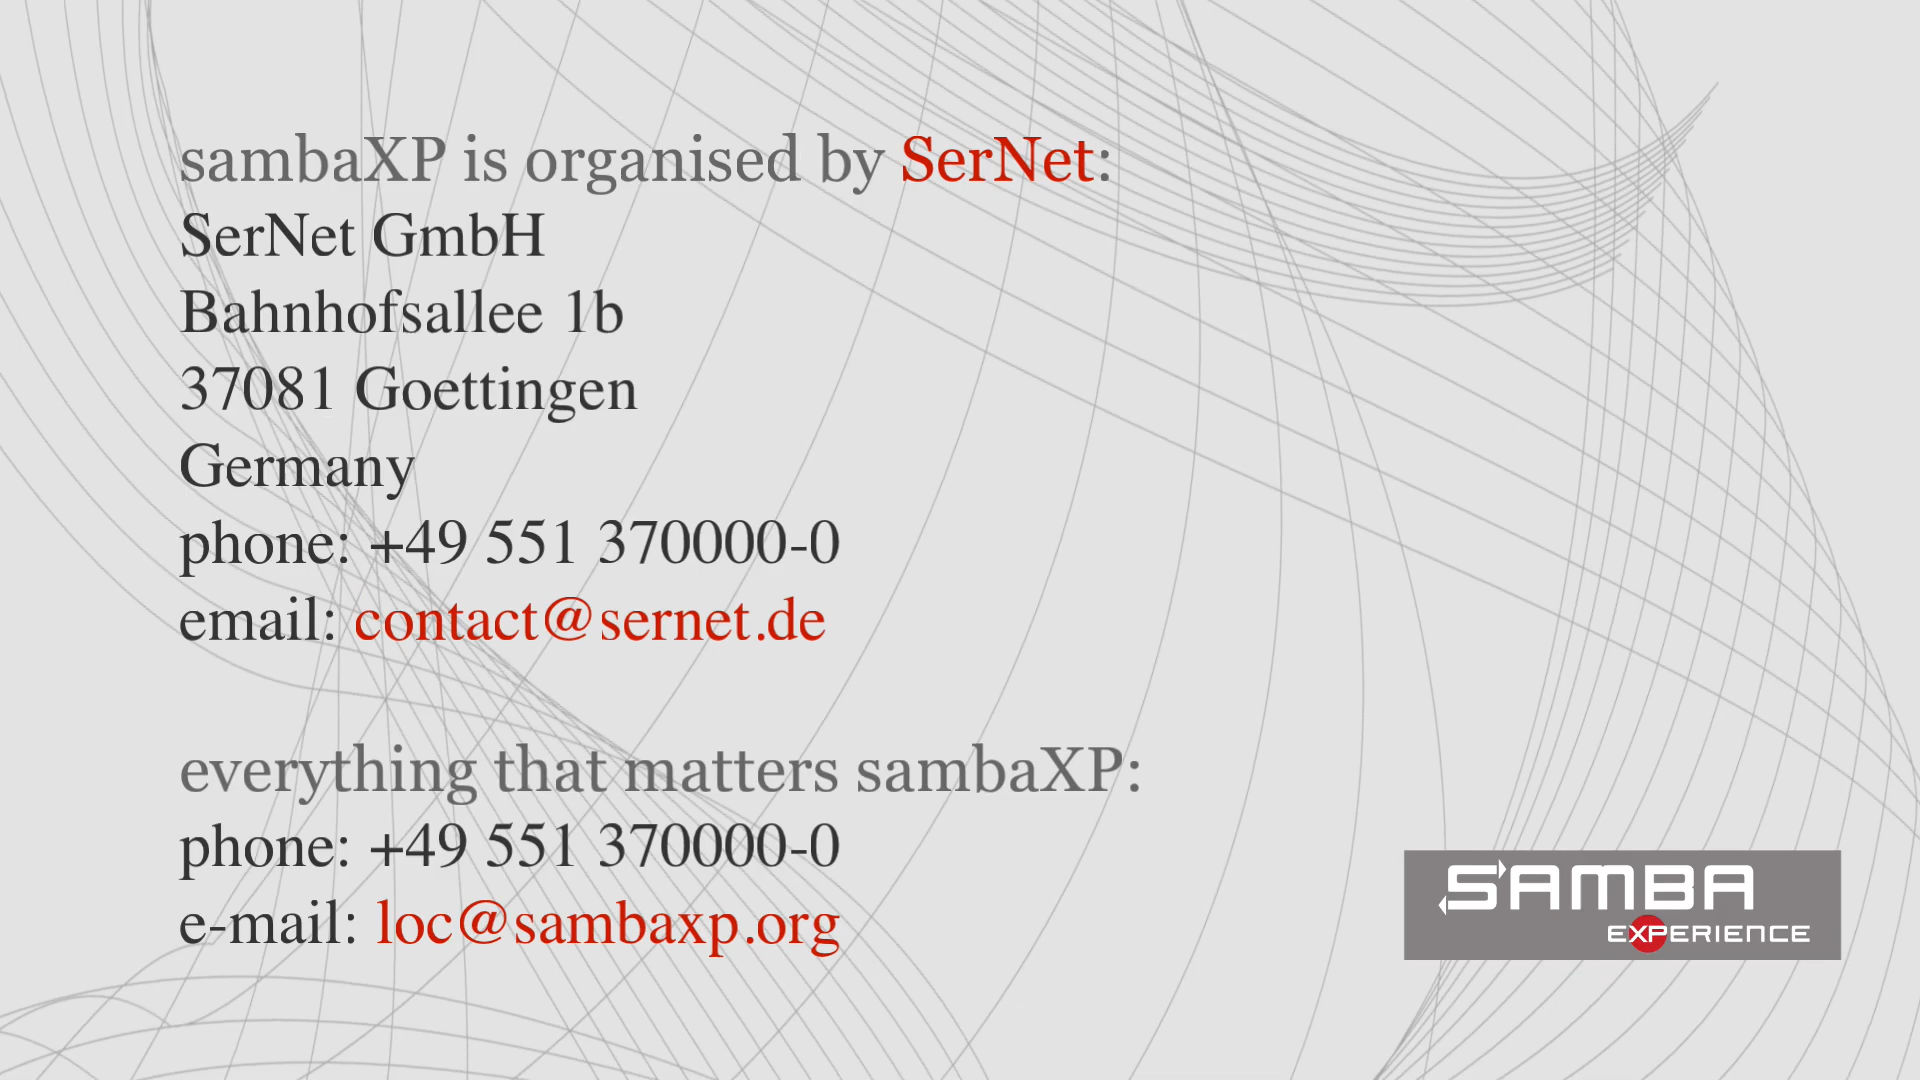 sambaXP is organised by SerNet:
SerNet GmbH
Bahnhofsallee 1b
37081 Goettingen
Germany
phone: +49 551 370000-0
email: contact@sernet.de
everything that matters sambaXP:
phone: +49 551 370000-0
e-mail: loc@sambaxp.org
SAMBA
EXPERIENCE